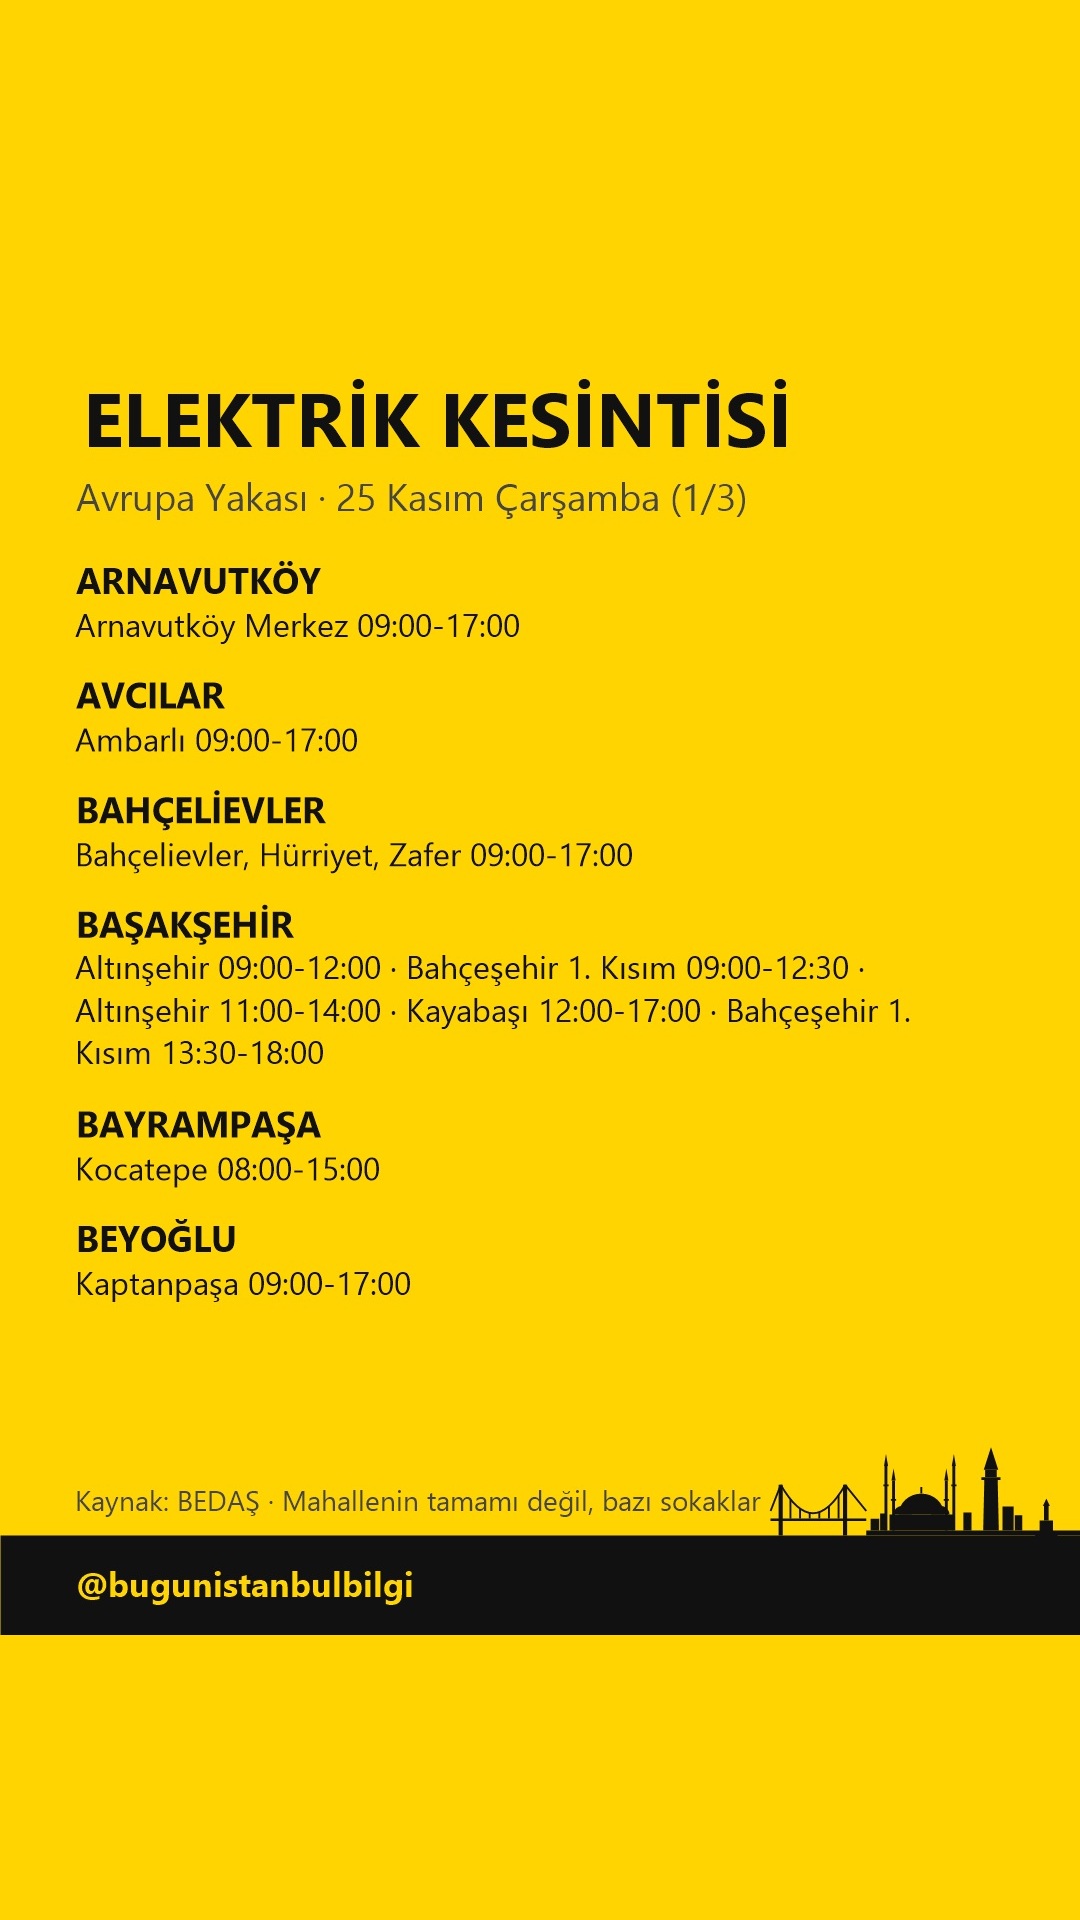 ELEKTRİK KESİNTİSİ
Avrupa Yakası · 25 Kasım Çarşamba (1/3)
ARNAVUTKÖY
Arnavutköy Merkez 09:00-17:00
AVCILAR
Ambarlı 09:00-17:00
BAHÇELİEVLER
Bahçelievler, Hürriyet, Zafer 09:00-17:00
BAŞAKŞEHİR
Altınşehir 09:00-12:00 · Bahçeşehir 1. Kısım 09:00-12:30 ·
Altınşehir 11:00-14:00 · Kayabaşı 12:00-17:00 · Bahçeşehir 1.
Kısım 13:30-18:00
BAYRAMPAŞA
Kocatepe 08:00-15:00
BEYOĞLU
Kaptanpaşa 09:00-17:00
Kaynak: BEDAŞ · Mahallenin tamamı değil, bazı sokaklar
@bugunistanbulbilgi